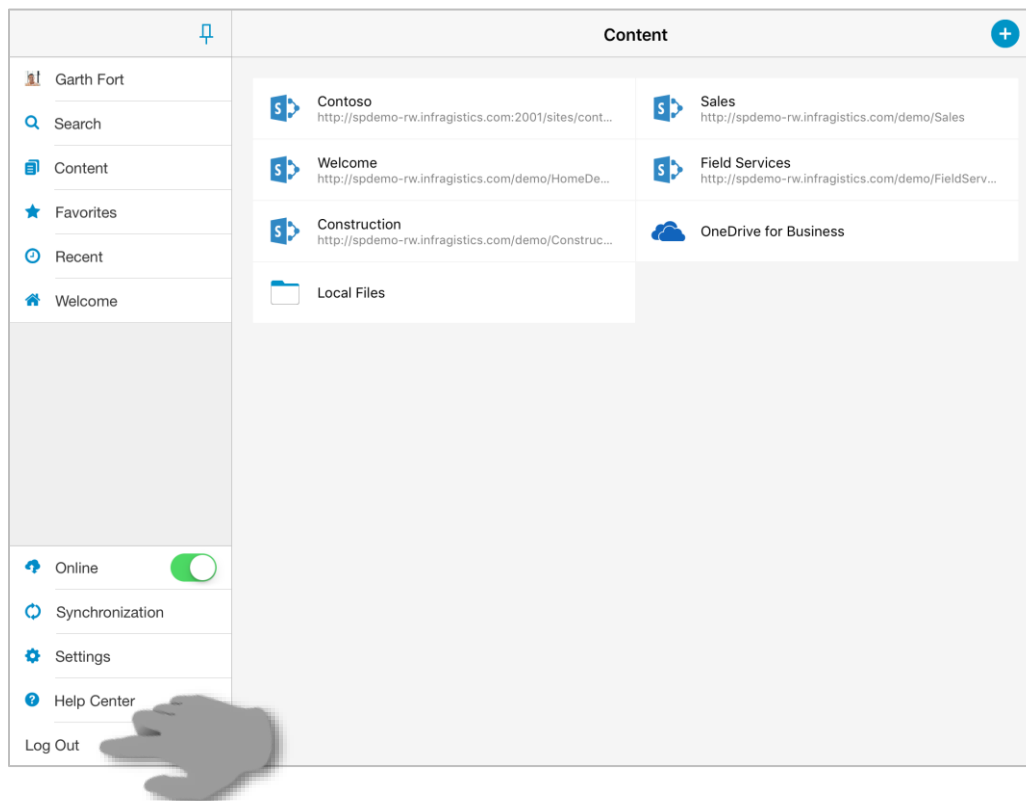 Content
Garth Fort
Search
Content
Favorites
Recent
Welcome
Online
Synchronization
Settings
Help Center
Log Out
Contoso
http://spdemo-rw.infragistics.com:2001/sites/cont...
Sales
http://spdemo-rw.infragistics.com/demo/Sales
Welcome
http://spdemo-rw.infragistics.com/demo/HomeDe...
Field Services
http://spdemo-rw.infragistics.com/demo/FieldServ...
Construction
http://spdemo-rw.infragistics.com/demo/Construc...
OneDrive for Business
Local Files